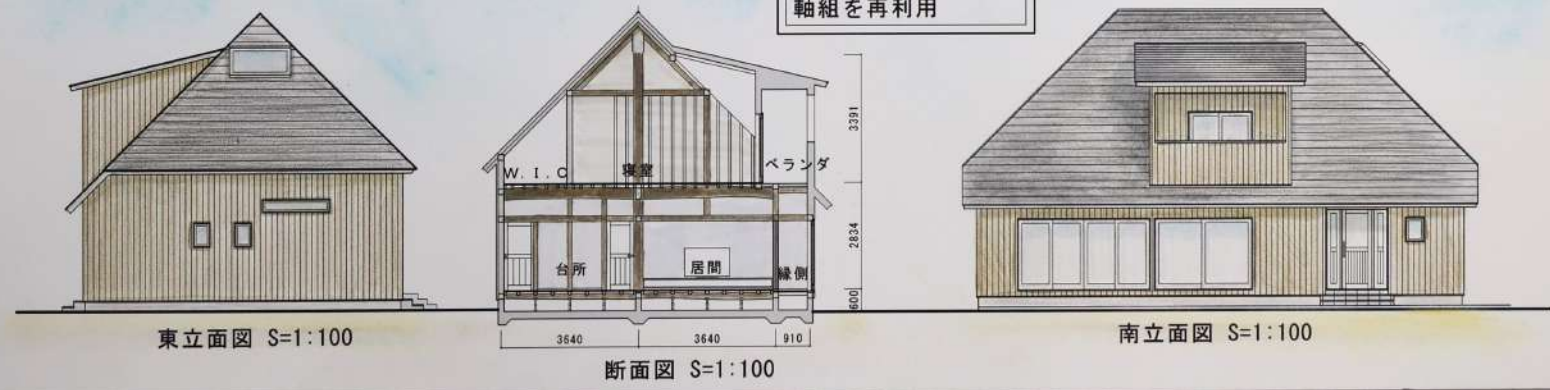 軸組を再利用
W.I.C
寝室
ベランダ
台所
居間
縁側
3391
2834
600
3640
3640
910
東立面図 S=1:100
断面図 S=1:100
南立面図 S=1:100